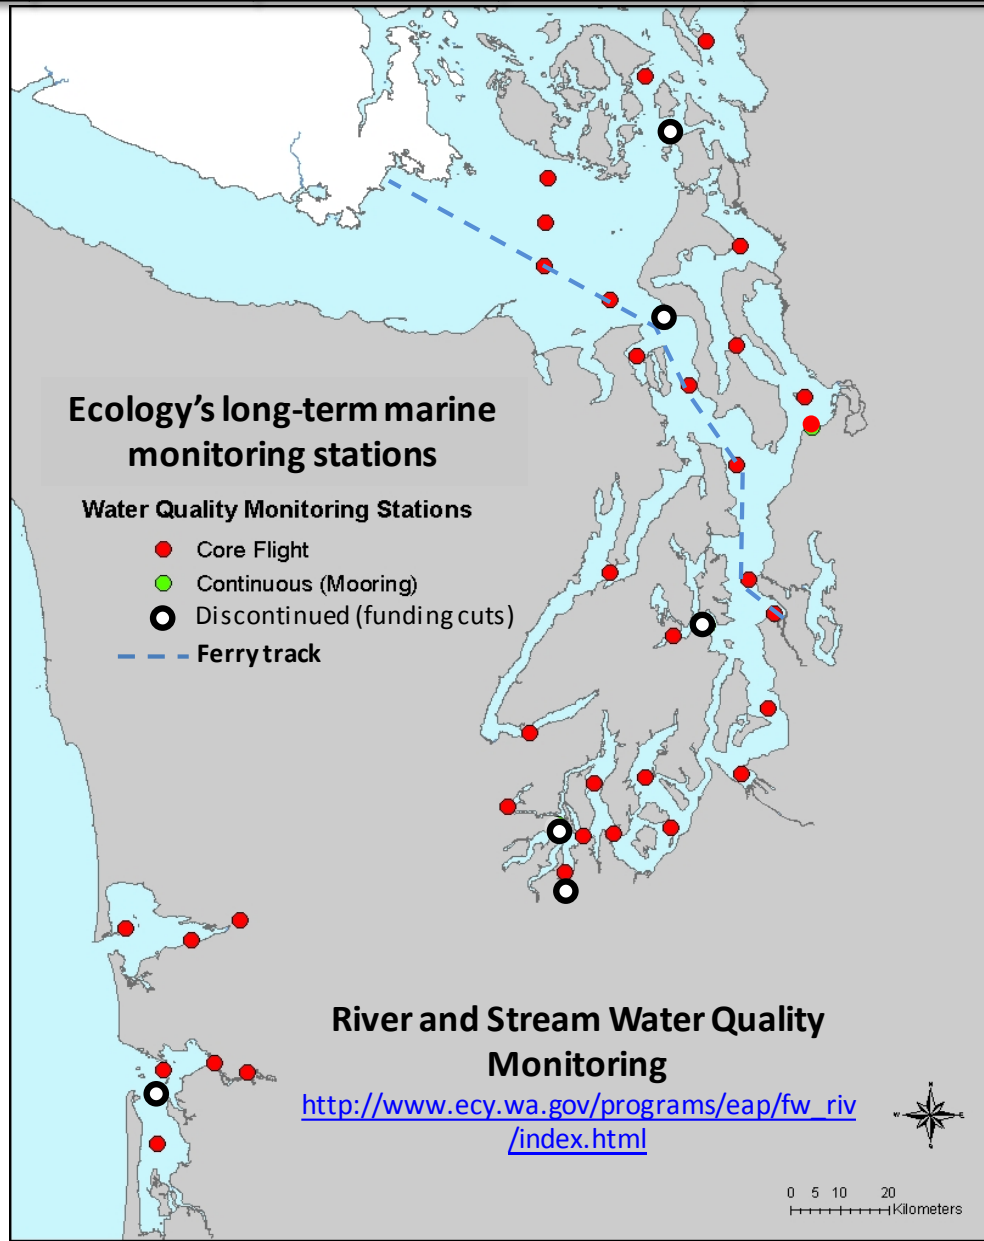 Ecology's long-term marine
monitoring stations
Water Quality Monitoring Stations
Core Flight
Continuous (Mooring)
Discontinued (funding cuts)
Ferry track
River and Stream Water Quality
Monitoring
http://www.ecy.wa.gov/programs/eap/fw_riv
/index.html
N
W E
S
0 5 10 20
Kilometers